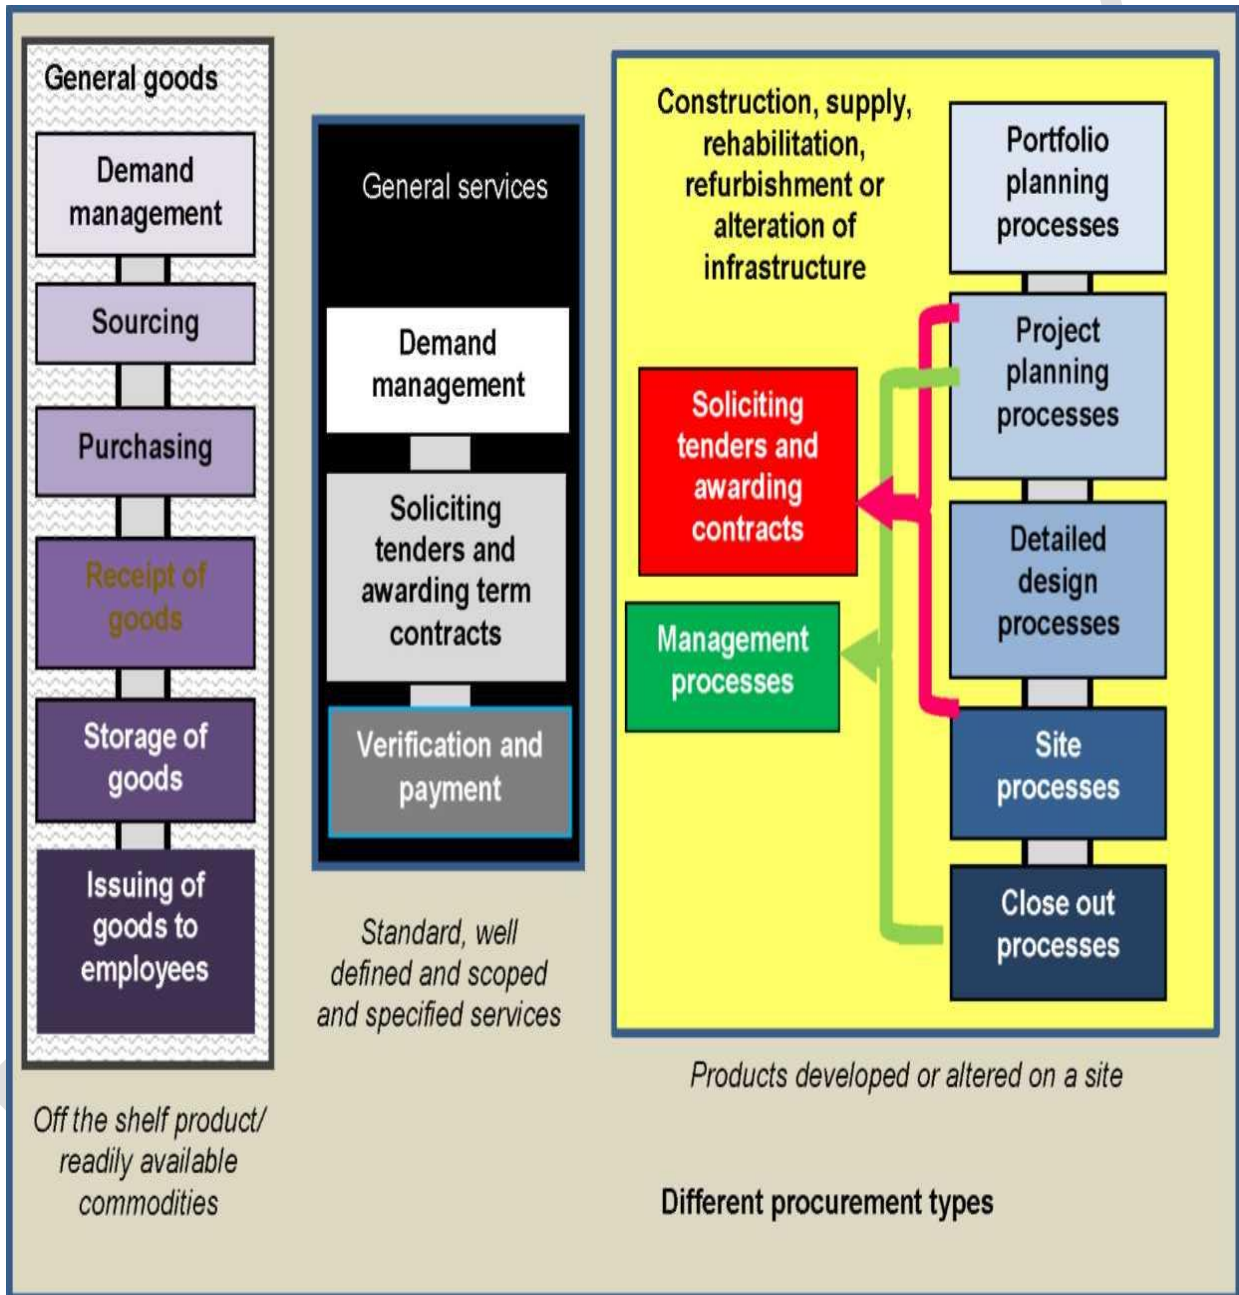 General goods
Demand
management
Sourcing
Purchasing
Receipt of
goods
Storage of
goods
Issuing of
goods to
employees
Off the shelf product/
readily available
commodities
General services
Demand
management
Soliciting
tenders and
awarding term
contracts
Verification and
payment
Standard, well
defined and scoped
and specified services
Construction, supply,
rehabilitation,
refurbishment or
alteration of
infrastructure
Soliciting
tenders and
awarding
contracts
Management
processes
Portfolio
planning
processes
Project
planning
processes
Detailed
design
processes
Site
processes
Close out
processes
Products developed or altered on a site
Different procurement types